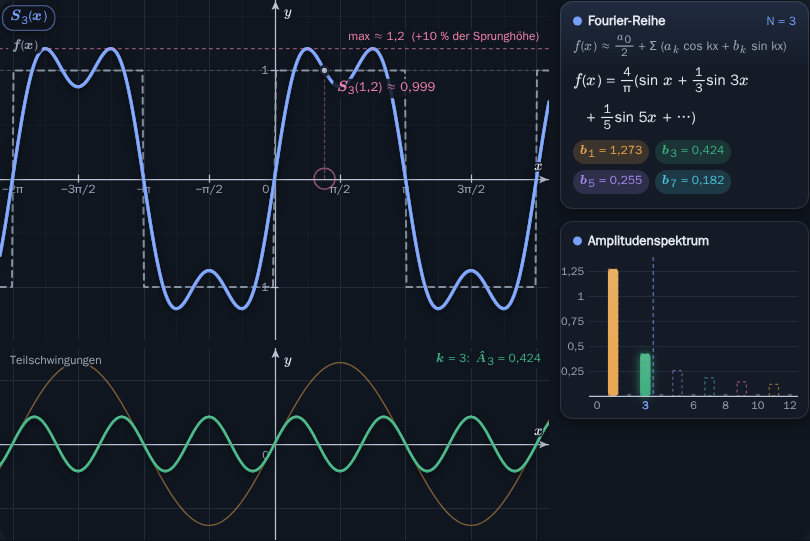 S₃(x)
y
f(x)
max ≈ 1,2 (+10 % der Sprunghöhe)
1
S₃(1,2) ≈ 0,999
x
−2π
−3π/2
−π
−π/2
0
π/2
π
3π/2
−1
Teilschwingungen
y
k = 3: Â₃ = 0,424
x
0
Fourier-Reihe
N = 3
f(x) ≈ a₀/2 + Σ (aₖ cos kx + bₖ sin kx)
f(x) = 4/π(sin x + 1/3 sin 3x
+ 1/5 sin 5x + ⋯)
b₁ = 1,273
b₃ = 0,424
b₅ = 0,255
b₇ = 0,182
Amplitudenspektrum
1,25
1
0,75
0,5
0,25
0
3
6
8
10
12